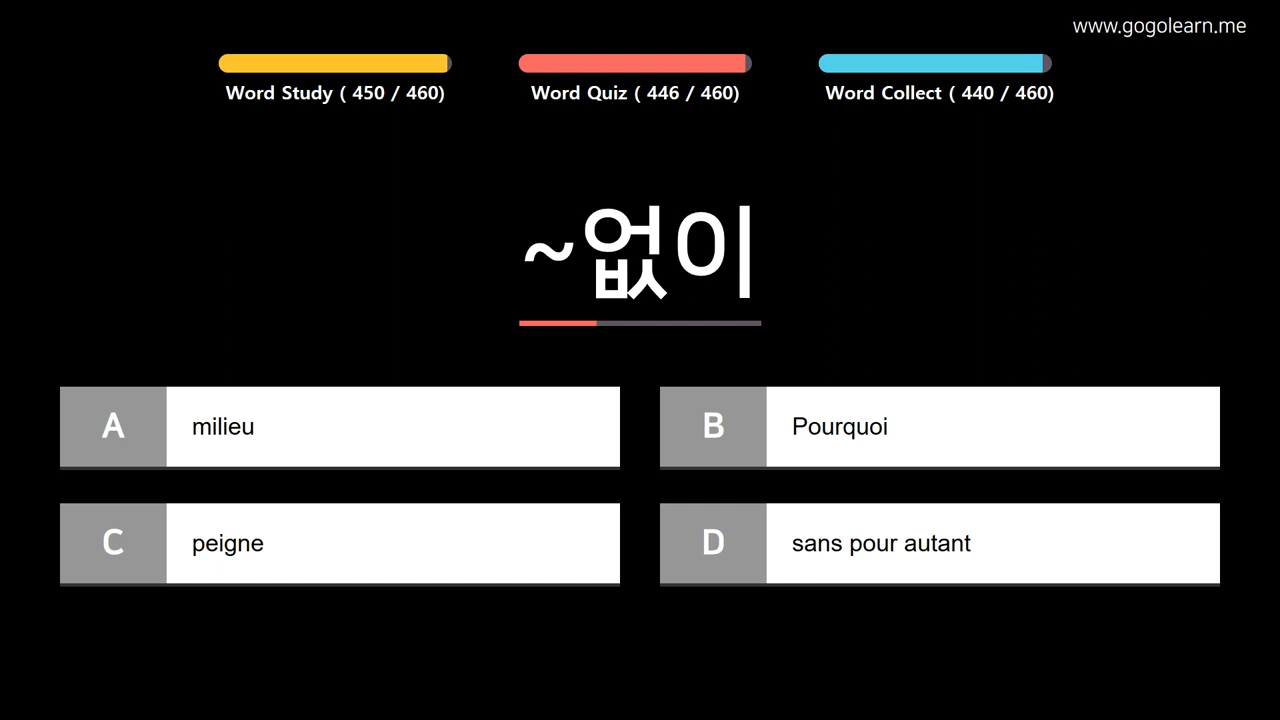 www.gogolearn.me
Word Study ( 450 / 460)
Word Quiz ( 446 / 460)
Word Collect ( 440 / 460)
~없이
A milieu
B Pourquoi
C peigne
D sans pour autant